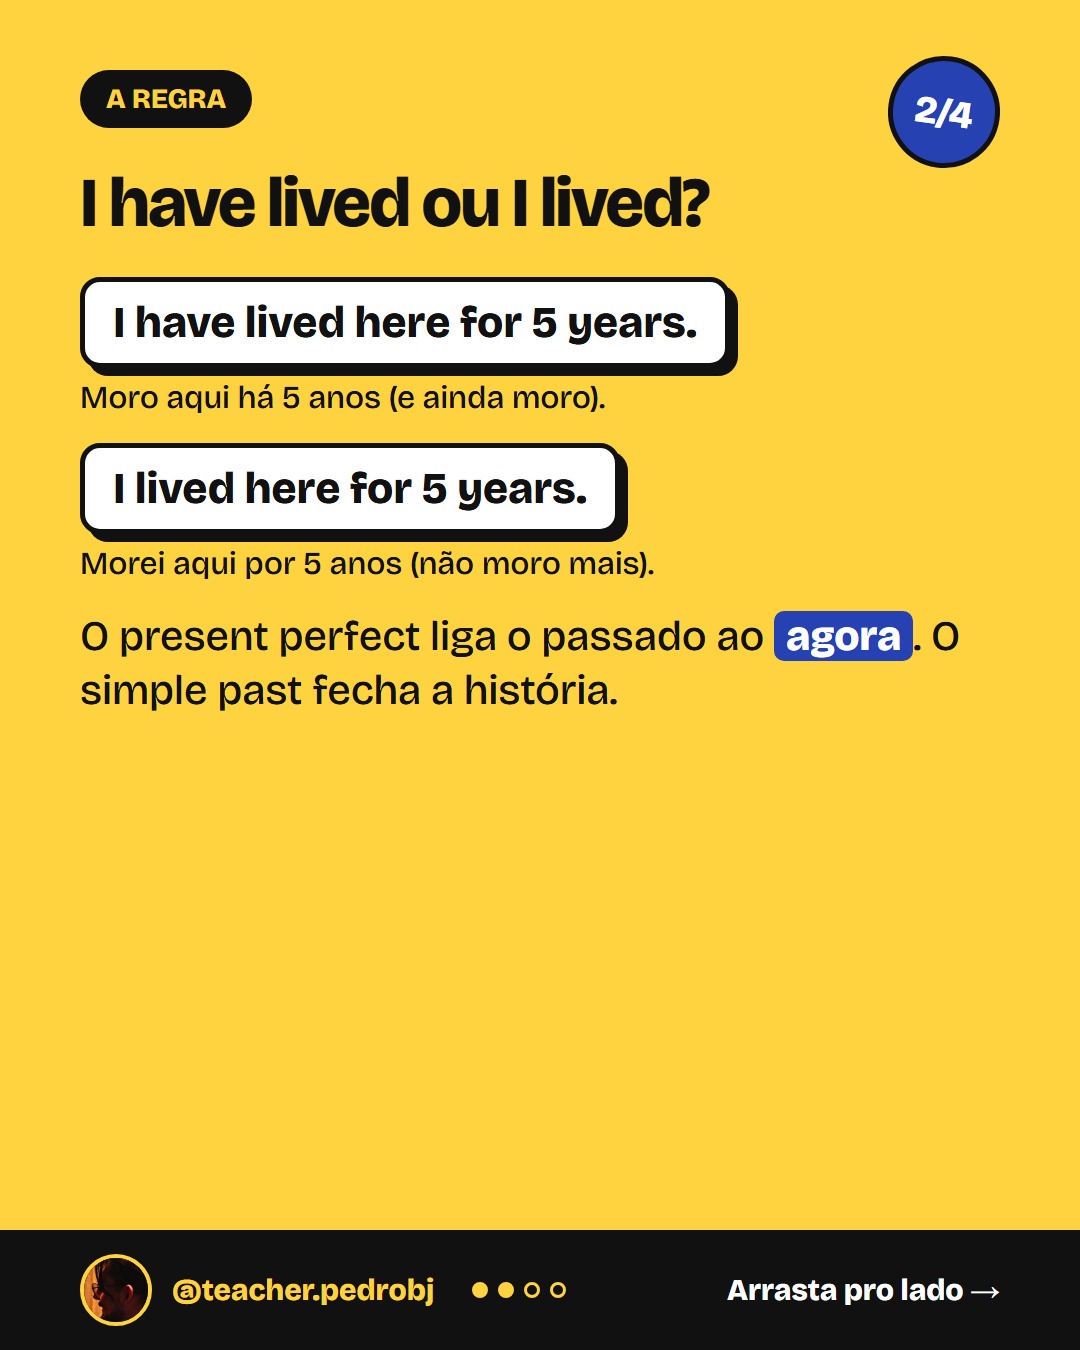 A REGRA
2/4
I have lived ou I lived?
I have lived here for 5 years.
Moro aqui há 5 anos (e ainda moro).
I lived here for 5 years.
Morei aqui por 5 anos (não moro mais).
O present perfect liga o passado ao agora. O
simple past fecha a história.
@teacher.pedrobj
Arrasta pro lado →